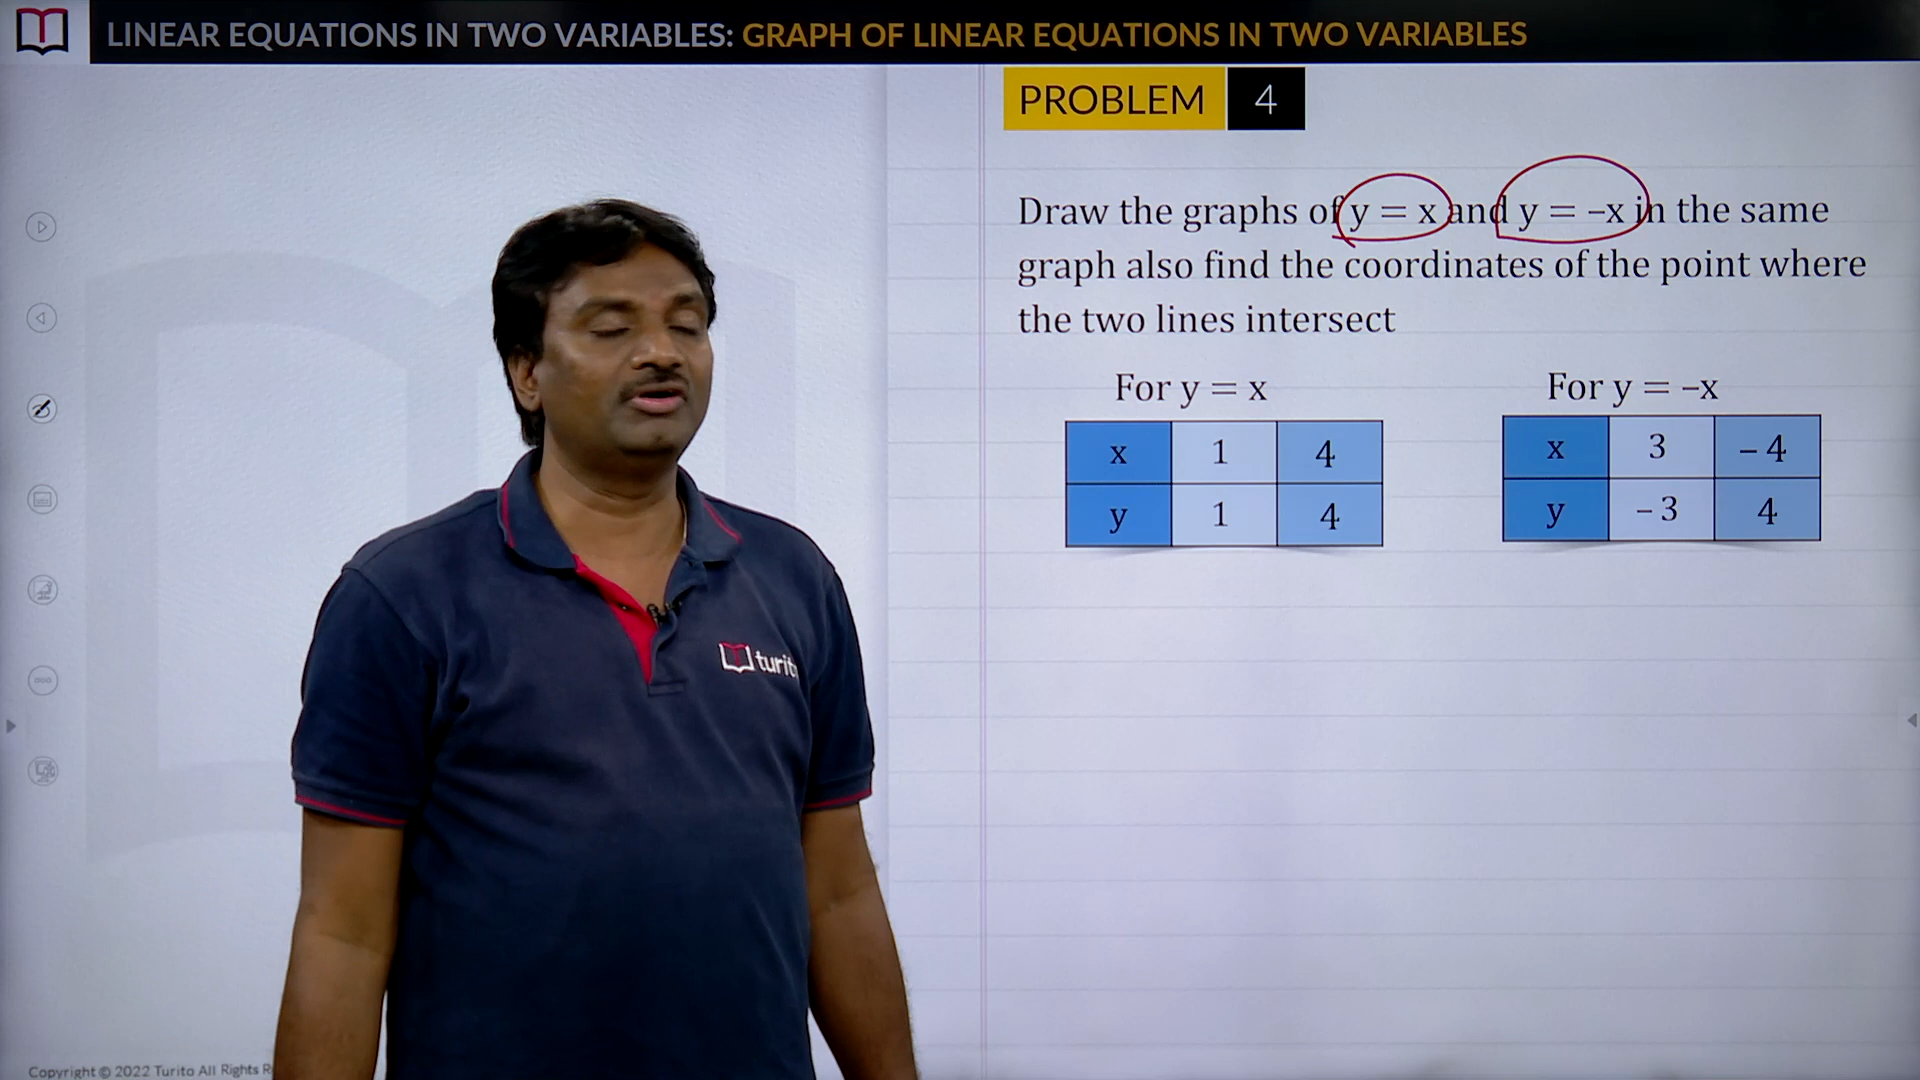 LINEAR EQUATIONS IN TWO VARIABLES: GRAPH OF LINEAR EQUATIONS IN TWO VARIABLES
PROBLEM 4
Draw the graphs of y = x and y = –x in the same
graph also find the coordinates of the point where
the two lines intersect
For y = x
x 1 4
y 1 4
For y = –x
x 3 – 4
y – 3 4
turito
Copyright © 2022 Turito All Rights R